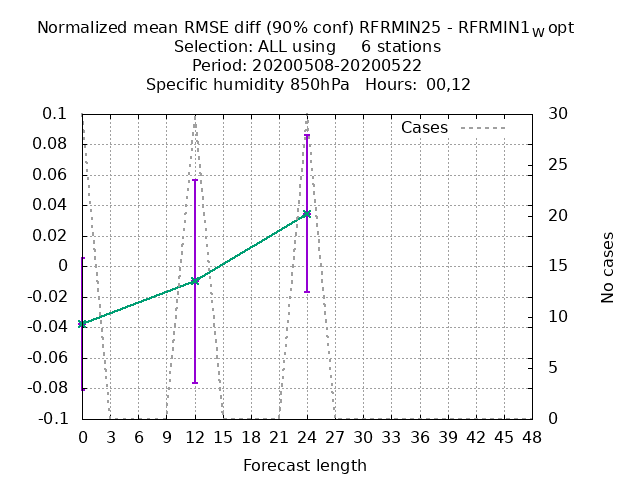 Normalized mean RMSE diff (90% conf) RFRMIN25 - RFRMIN1W opt
Selection: ALL using 6 stations
Period: 20200508-20200522
Specific humidity 850hPa Hours: 00,12
0.1
0.08
0.06
0.04
0.02
0
-0.02
-0.04
-0.06
-0.08
-0.1
Cases
30
25
20
15
10
5
0
No cases
0 3 6 9 12 15 18 21 24 27 30 33 36 39 42 45 48
Forecast length